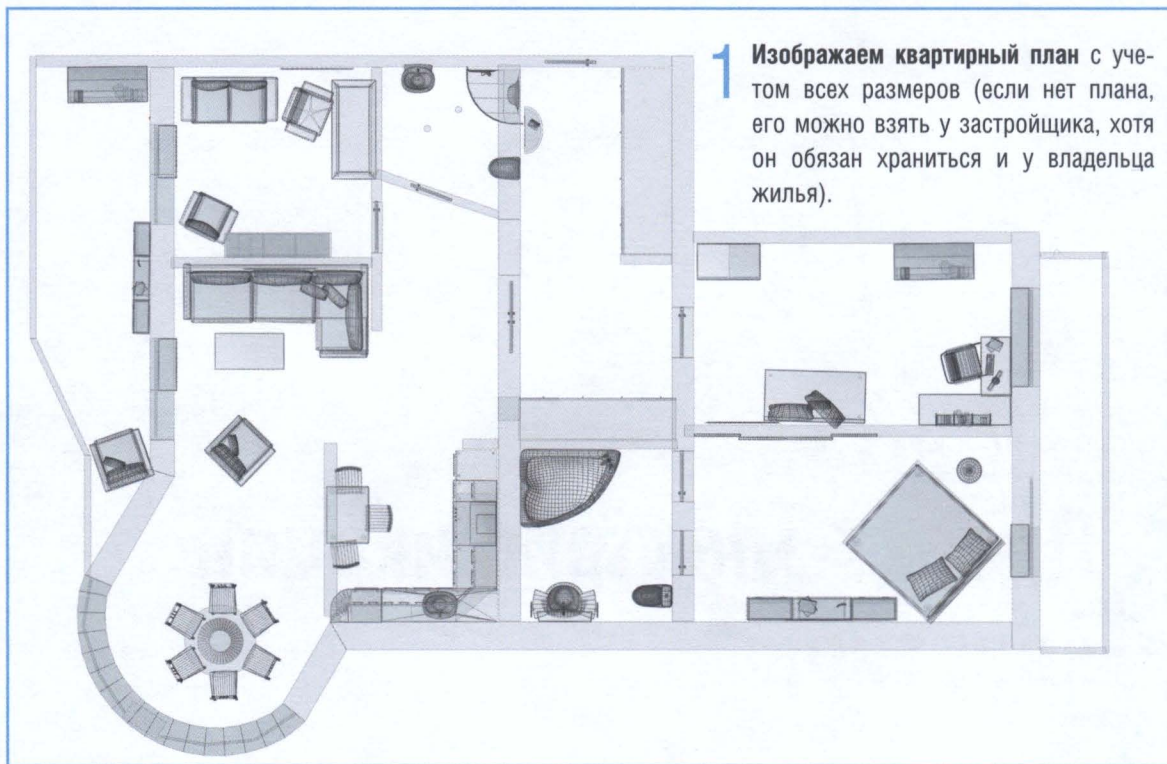 1 Изображаем квартирный план с уче-
том всех размеров (если нет плана,
его можно взять у застройщика, хотя
он обязан храниться и у владельца
жилья).